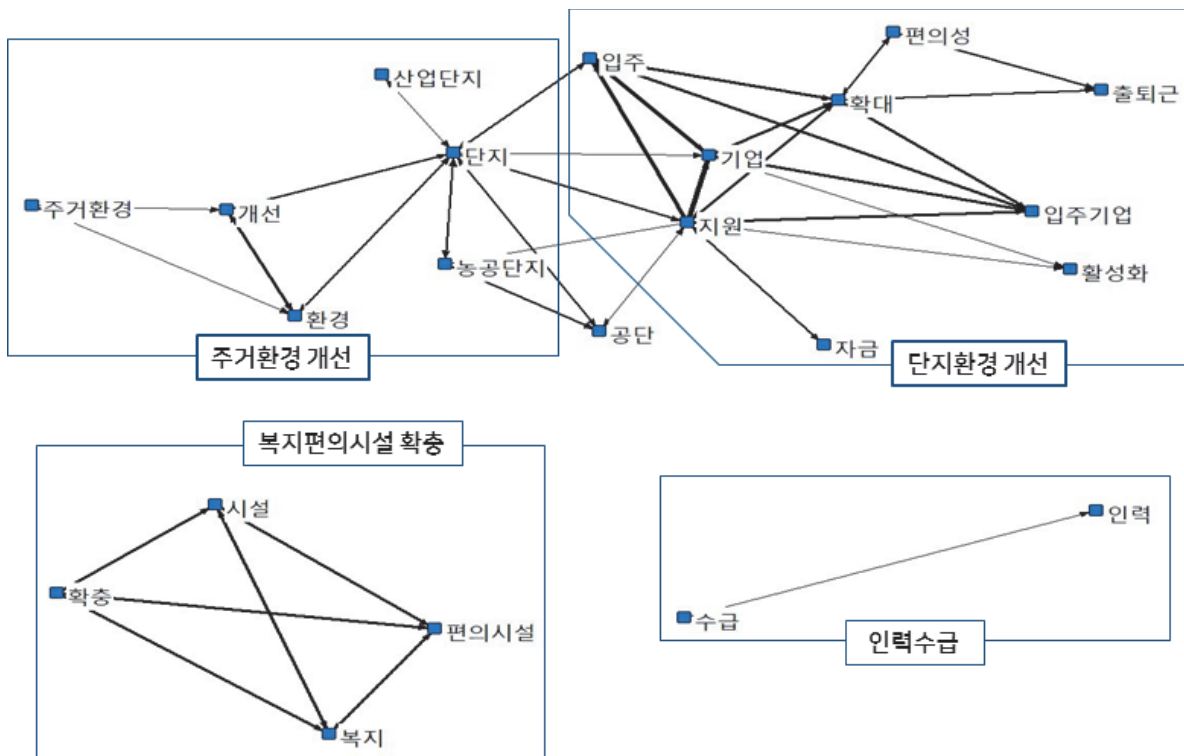 편의성
입주
산업단지
출퇴근
확대
단지
기업
주거환경
개선
입주기업
지원
농공단지
활성화
환경
공단
자금
주거환경 개선
단지환경 개선
복지편의시설 확충
시설
인력
확충
수급
편의시설
인력수급
복지